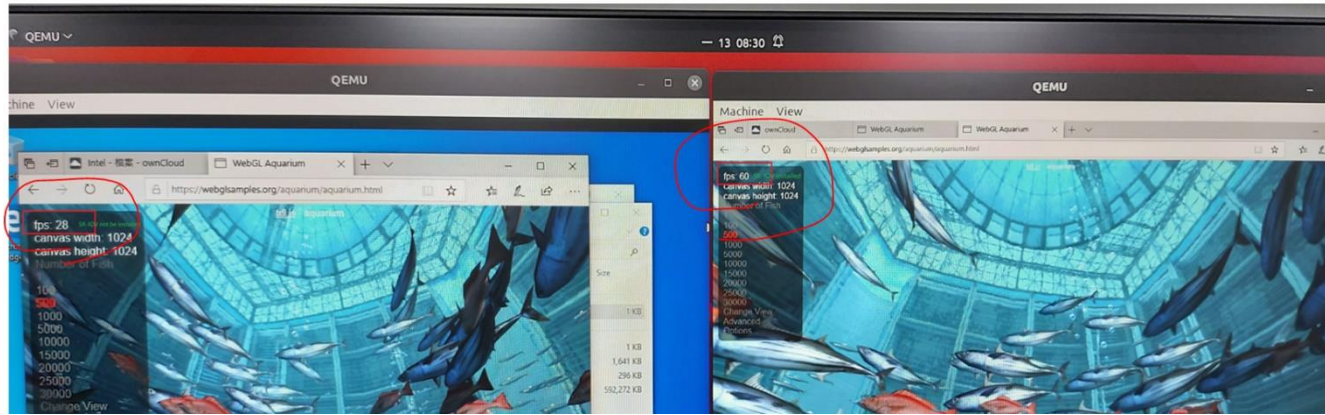 QEMU
13 08:30
QEMU
chine View
Intel - 檔案 - ownCloud
WebGL Aquarium
https://webglsamples.org/aquarium/aquarium.html
fps: 28
canvas width: 1024
canvas height: 1024
Number of Fish
100
500
1000
5000
10000
15000
20000
25000
30000
Change View
Size
1 KB
1 KB
1,641 KB
296 KB
592,272 KB
QEMU
Machine View
ownCloud
WebGL Aquarium
WebGL Aquarium
https://webglsamples.org/aquarium/aquarium.html
fps: 60
canvas width: 1024
canvas height: 1024
Number of Fish
100
500
1000
5000
10000
15000
20000
25000
30000
Change View
Advanced
Options